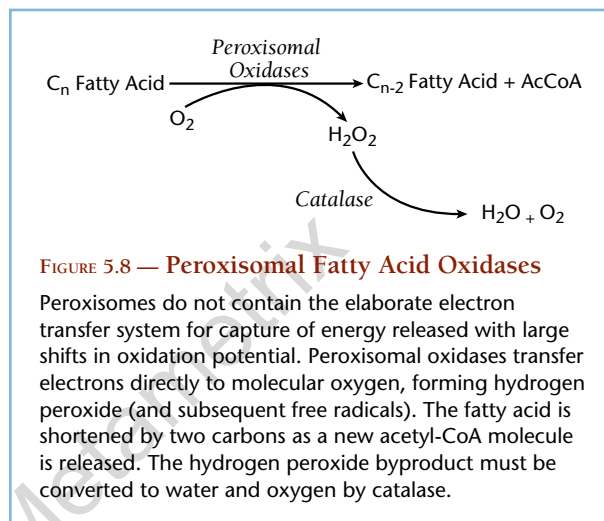 Peroxisomal
Oxidases
Cn Fatty Acid
Cn-2 Fatty Acid + AcCoA
O2
H2O2
Catalase
H2O + O2
FIGURE 5.8 — Peroxisomal Fatty Acid Oxidases
Peroxisomes do not contain the elaborate electron
transfer system for capture of energy released with large
shifts in oxidation potential. Peroxisomal oxidases transfer
electrons directly to molecular oxygen, forming hydrogen
peroxide (and subsequent free radicals). The fatty acid is
shortened by two carbons as a new acetyl-CoA molecule
is released. The hydrogen peroxide byproduct must be
converted to water and oxygen by catalase.
Metametrix